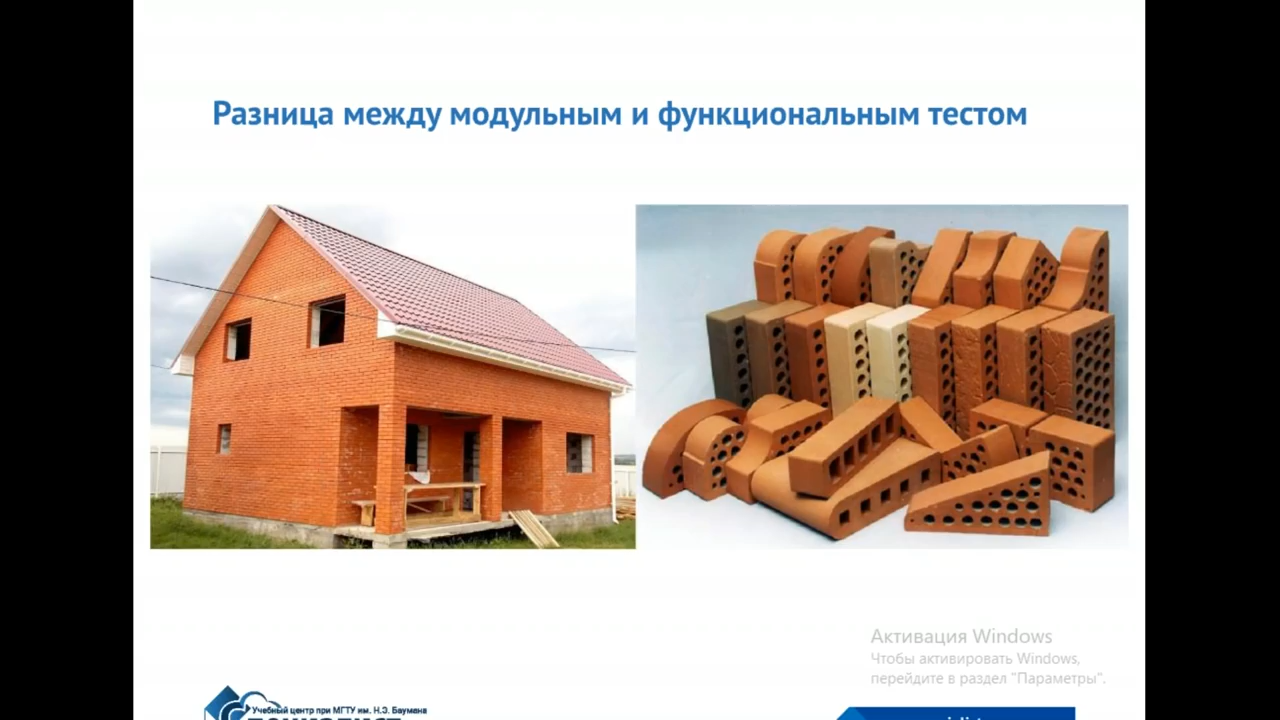 Разница между модульным и функциональным тестом
Активация Windows
Чтобы активировать Windows,
перейдите в раздел "Параметры".
Учебный центр при МГТУ им. Н.Э. Баумана